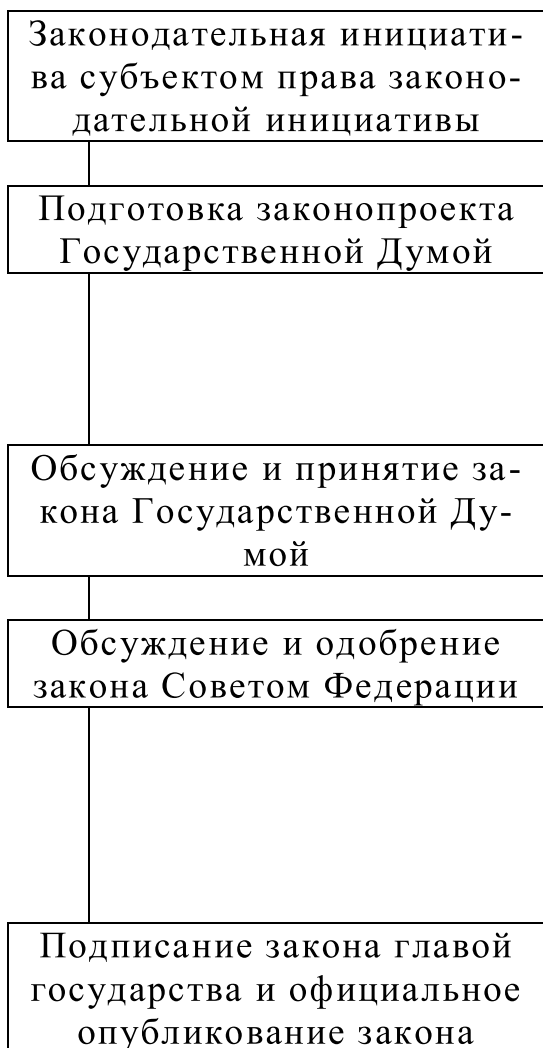 Законодательная инициати-
ва субъектом права законо-
дательной инициативы
Подготовка законопроекта
Государственной Думой
Обсуждение и принятие за-
кона Государственной Ду-
мой
Обсуждение и одобрение
закона Советом Федерации
Подписание закона главой
государства и официальное
опубликование закона